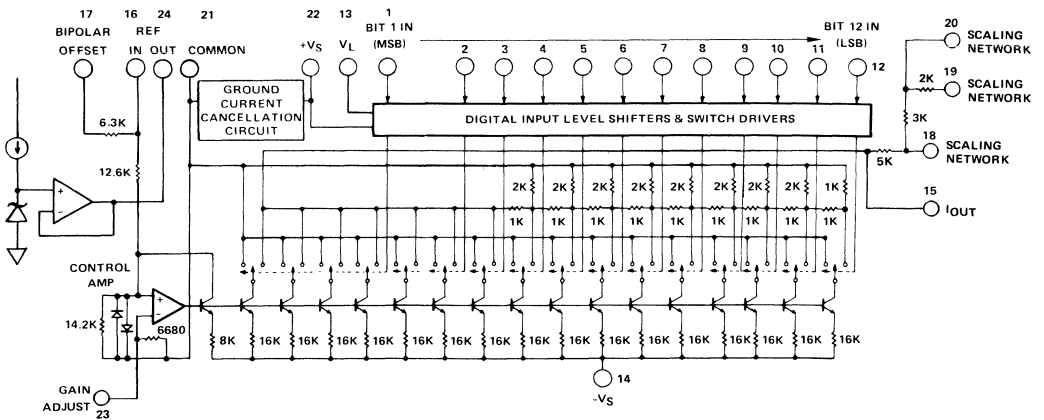 17 16 24 21 22 13 1 20
BIPOLAR OFFSET
REF
IN OUT
COMMON
+VS
VL
BIT 1 IN
(MSB)
BIT 12 IN
(LSB)
2 3 4 5 6 7 8 9 10 11 12
SCALING NETWORK
19
2K
SCALING NETWORK
3K
18
5K
SCALING NETWORK
15
IOUT
GROUND
CURRENT
CANCELLATION
CIRCUIT
DIGITAL INPUT LEVEL SHIFTERS & SWITCH DRIVERS
6.3K
12.6K
+
−
2K 2K 2K 2K 2K 2K 2K 1K
1K 1K 1K 1K 1K 1K 1K 1K
CONTROL
AMP
+
−
14.2K
6680
8K 16K 16K 16K 16K 16K 16K 16K 16K 16K 16K 16K 16K 16K 16K 16K
14
-VS
GAIN
ADJUST
23